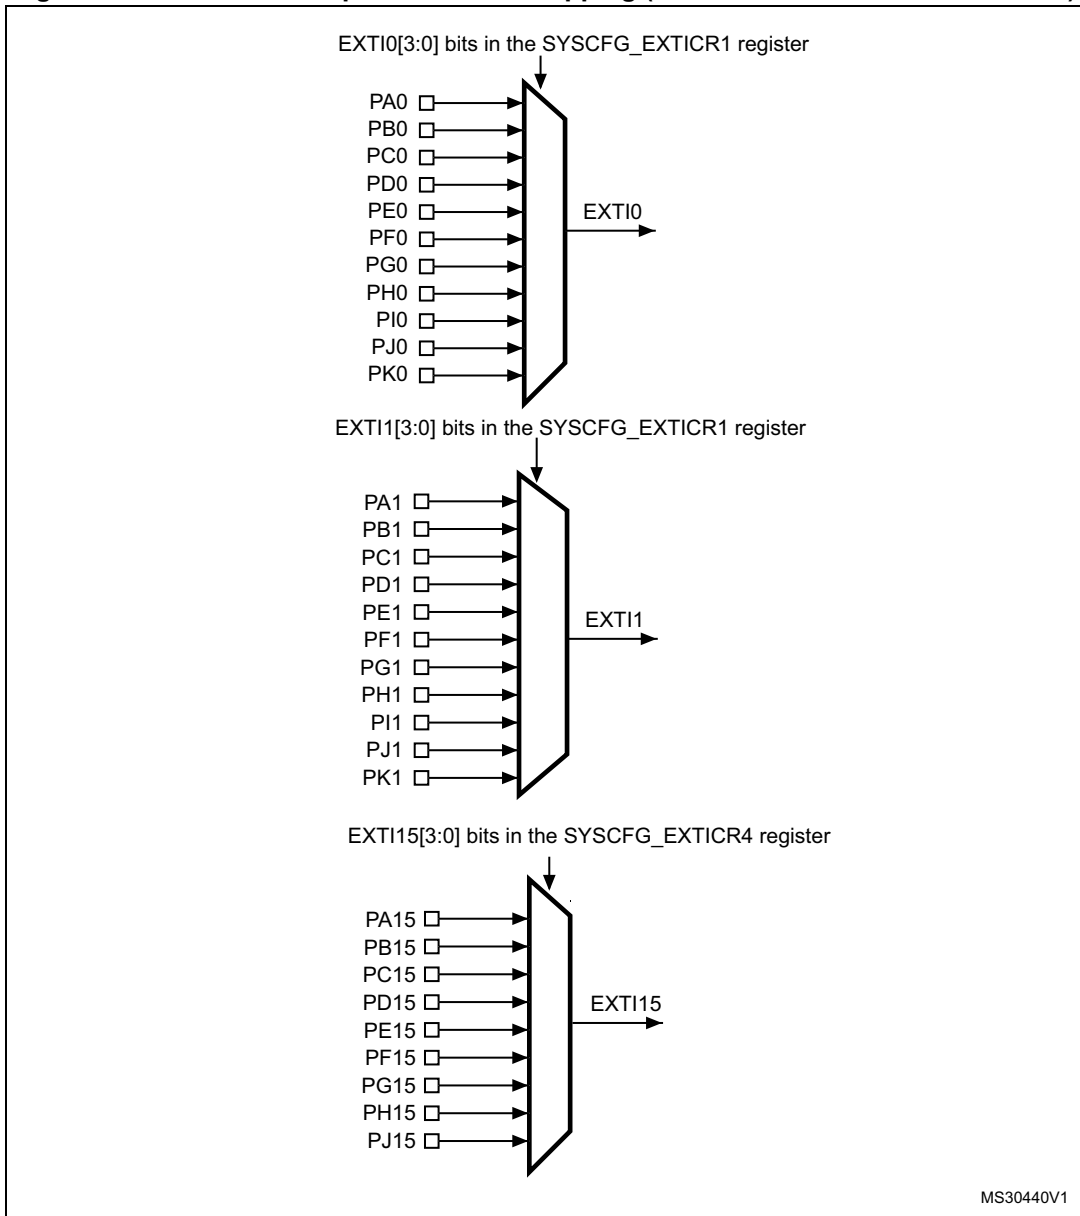 EXTI0[3:0] bits in the SYSCFG_EXTICR1 register
PA0
PB0
PC0
PD0
PE0
EXTI0
PF0
PG0
PH0
PI0
PJ0
PK0
EXTI1[3:0] bits in the SYSCFG_EXTICR1 register
PA1
PB1
PC1
PD1
PE1
EXTI1
PF1
PG1
PH1
PI1
PJ1
PK1
EXTI15[3:0] bits in the SYSCFG_EXTICR4 register
PA15
PB15
PC15
PD15
EXTI15
PE15
PF15
PG15
PH15
PJ15
MS30440V1